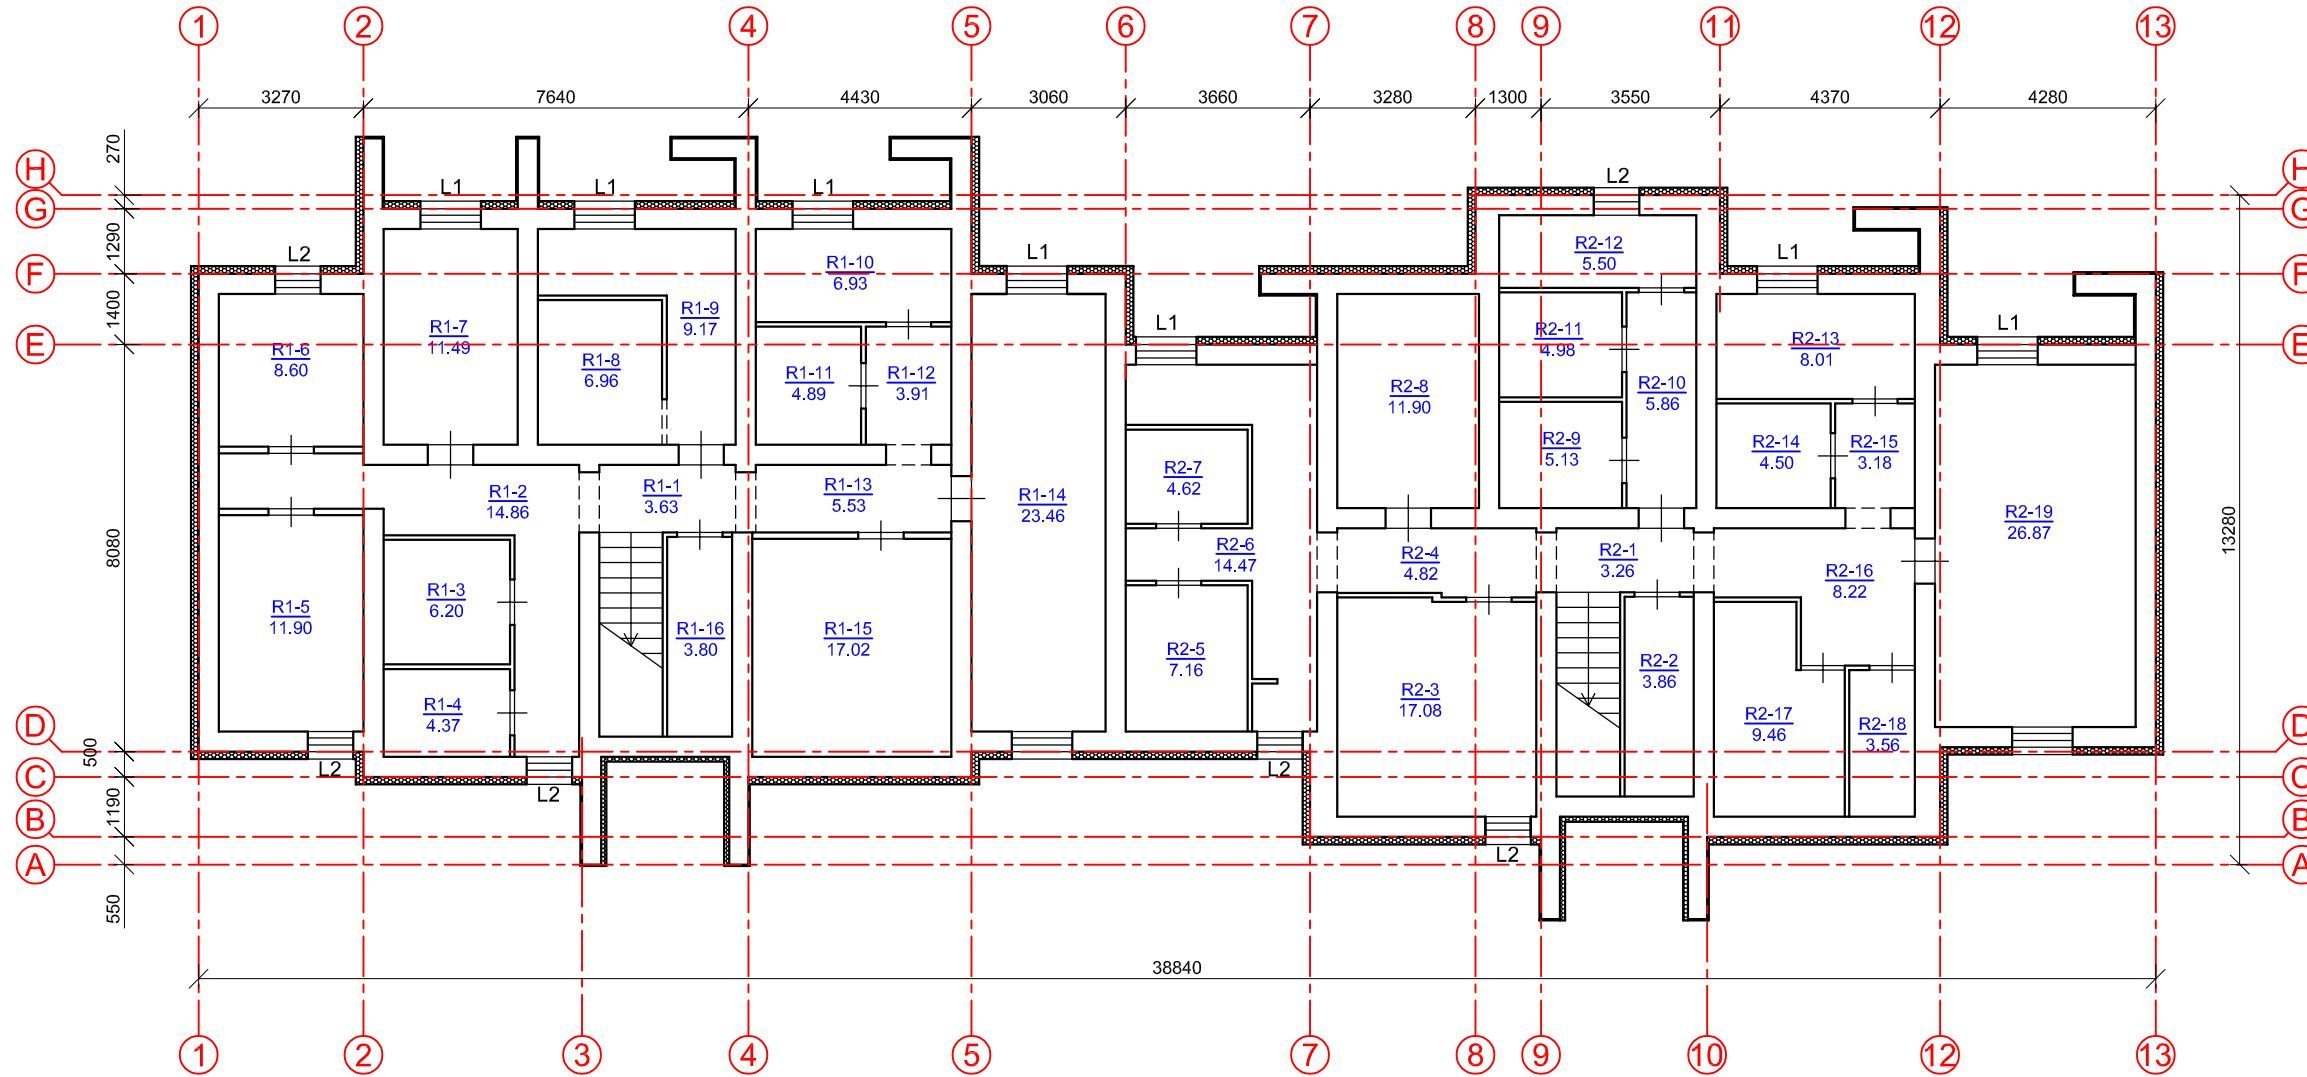 1 2 4 5 6 7 8 9 11 12 13
3270 7640 4430 3060 3660 3280 1300 3550 4370 4280
270
H H
L1 L1 L1 L2
G G
1290
L2 L1 L1
F F
1400
L1 L1
E E
R1-10
6.93
R2-12
5.50
R1-9
9.17
R1-7
11.49
R1-6
8.60
R1-8
6.96
R1-11
4.89
R1-12
3.91
R2-8
11.90
R2-11
4.98
R2-10
5.86
R2-13
8.01
R2-9
5.13
R2-14
4.50
R2-15
3.18
R1-2
14.86
R1-1
3.63
R1-13
5.53
R1-14
23.46
R2-7
4.62
R2-19
26.87
8080
13280
R2-6
14.47
R2-4
4.82
R2-1
3.26
R2-16
8.22
R1-5
11.90
R1-3
6.20
R1-16
3.80
R1-15
17.02
R2-5
7.16
R2-3
17.08
R2-2
3.86
R1-4
4.37
R2-17
9.46
R2-18
3.56
D D
500
L2 L2 L2
C C
1190
B B
L2
A A
550
38840
1 2 3 4 5 7 8 9 10 12 13